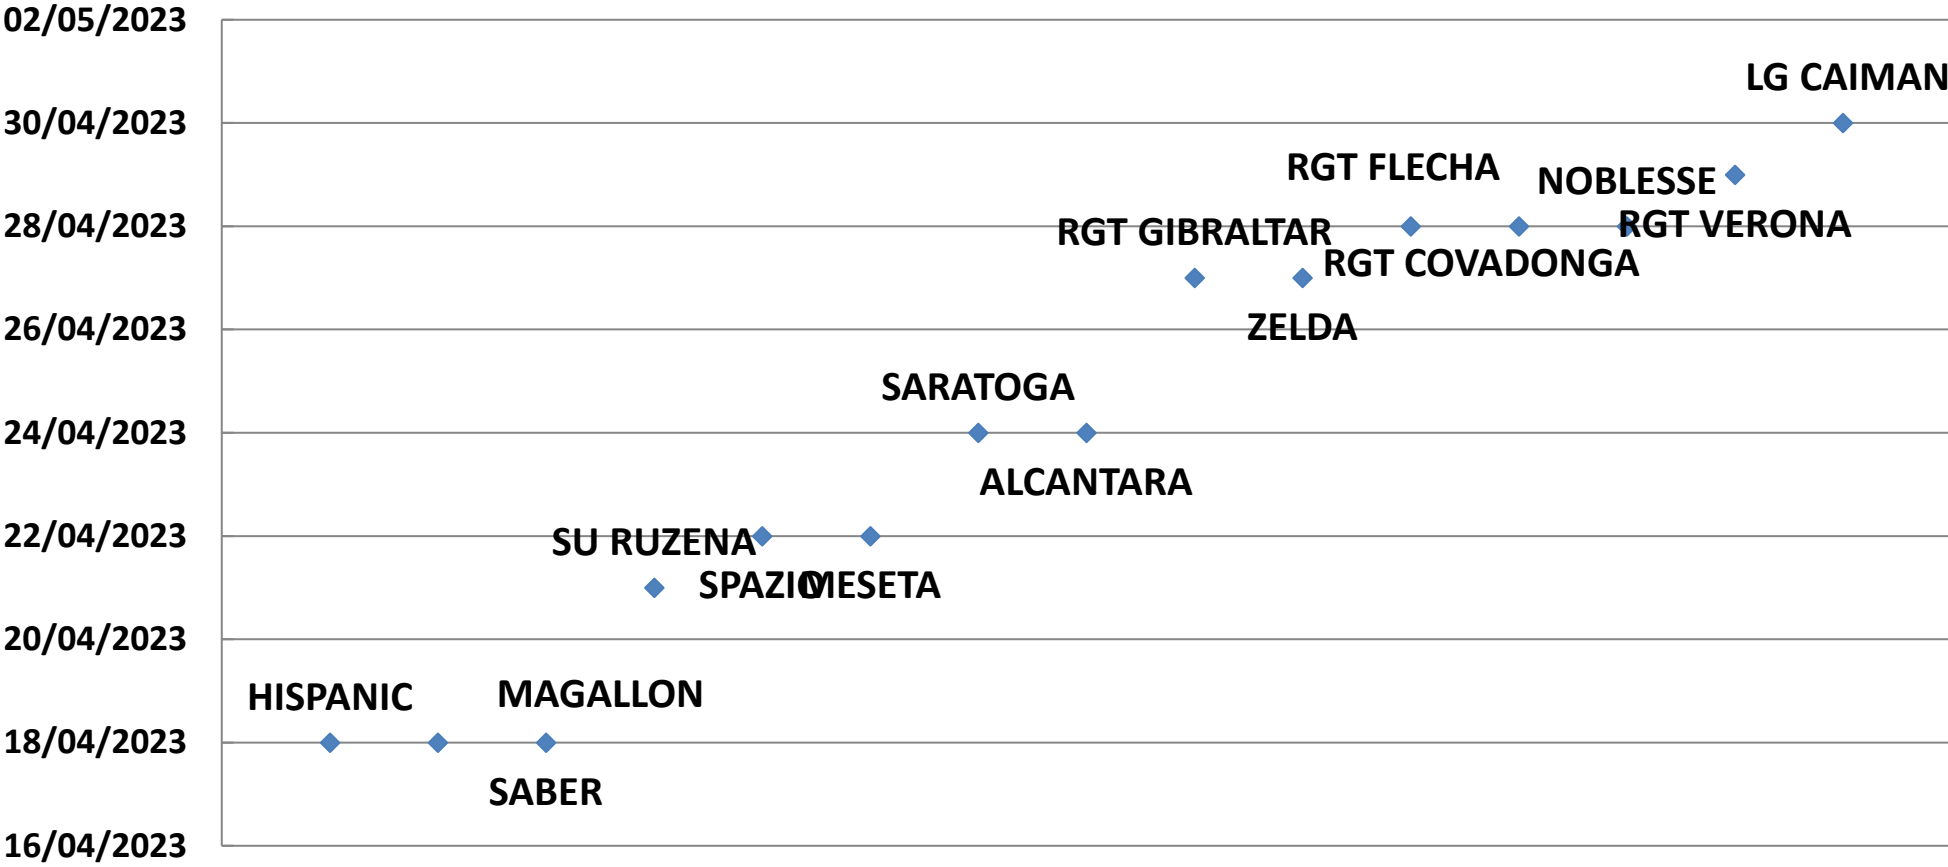 02/05/2023
LG CAIMAN
30/04/2023
RGT FLECHA
NOBLESSE
28/04/2023
RGT GIBRALTAR
RGT VERONA
RGT COVADONGA
26/04/2023
ZELDA
SARATOGA
24/04/2023
ALCANTARA
22/04/2023
SU RUZENA
SPAZIO
MESETA
20/04/2023
HISPANIC
MAGALLON
18/04/2023
SABER
16/04/2023